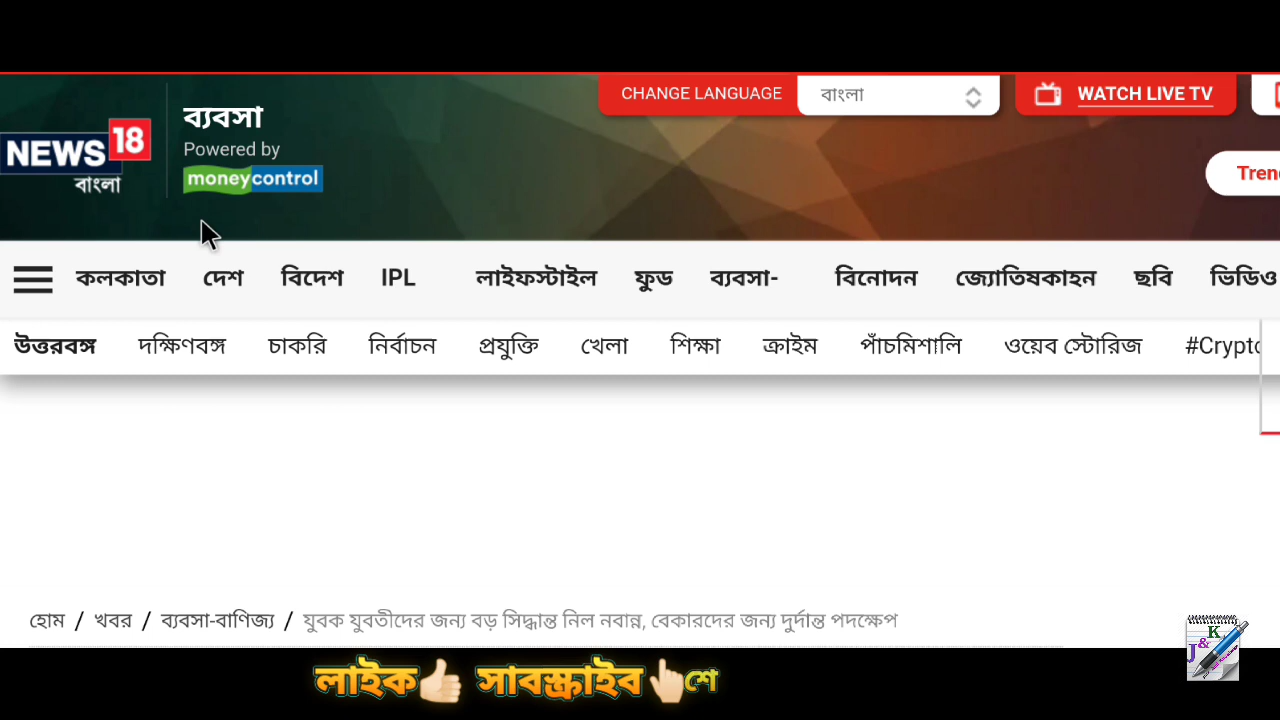 CHANGE LANGUAGE
বাংলা
WATCH LIVE TV
NEWS 18
বাংলা
ব্যবসা
Powered by
moneycontrol
কলকাতা দেশ বিদেশ IPL লাইফস্টাইল ফুড ব্যবসা- বিনোদন জ্যোতিষকাহন ছবি ভিডিও
উত্তরবঙ্গ দক্ষিণবঙ্গ চাকরি নির্বাচন প্রযুক্তি খেলা শিক্ষা ক্রাইম পাঁচমিশালি ওয়েব স্টোরিজ
হোম / খবর / ব্যবসা-বাণিজ্য / যুবক যুবতীদের জন্য বড় সিদ্ধান্ত নিল নবান্ন, বেকারদের জন্য দুর্দান্ত পদক্ষেপ
J&K
লাইক সাবস্ক্রাইব শে